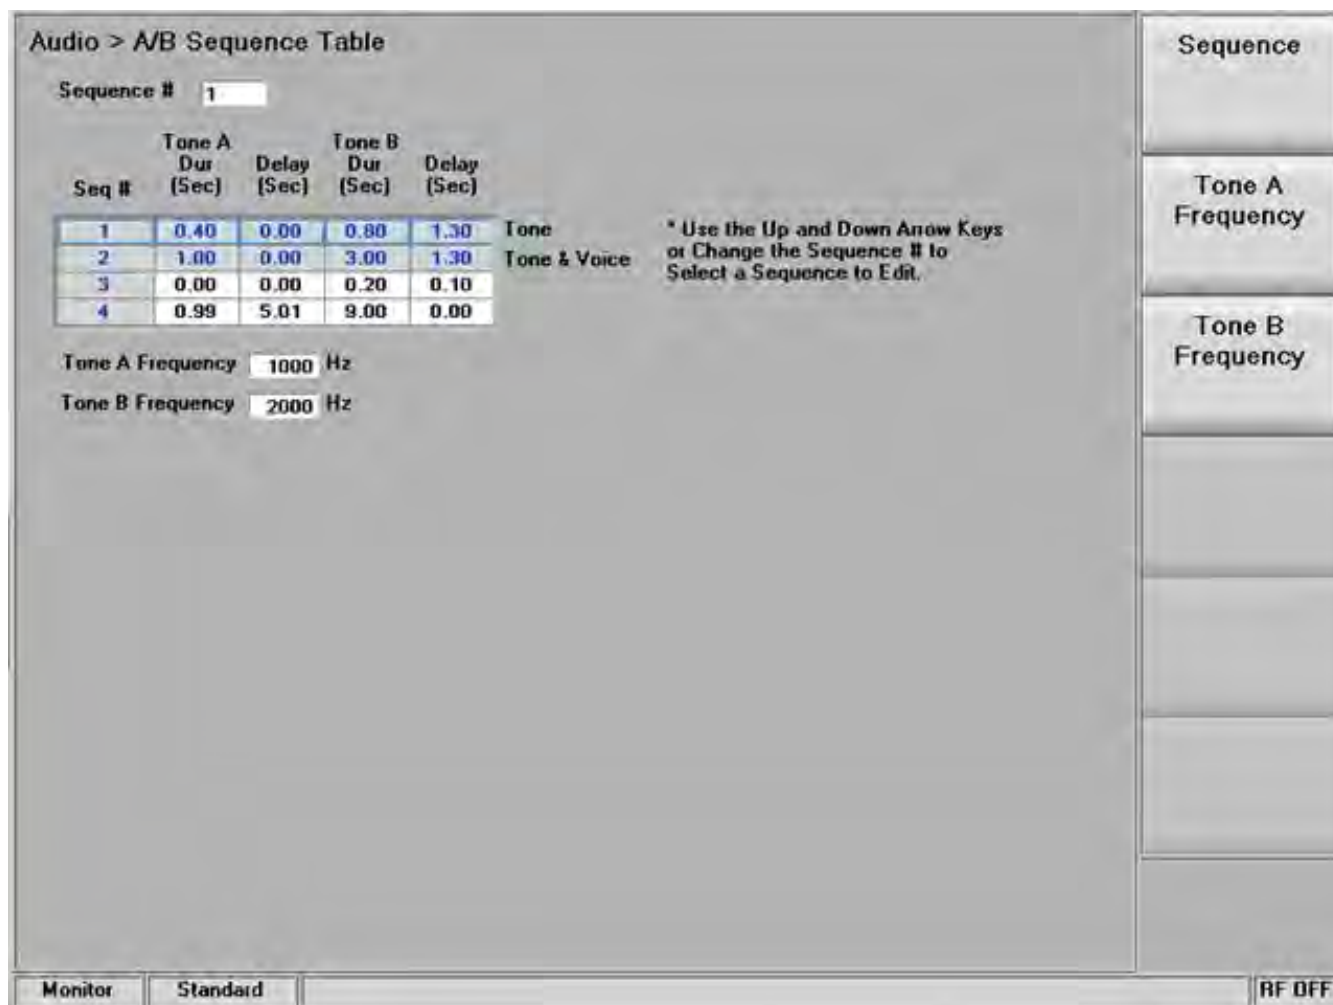 Audio > A/B Sequence Table
Sequence # 1
Tone A Dur (Sec) Delay (Sec) Tone B Dur (Sec) Delay (Sec)
Seq #
1 0.40 0.00 0.80 1.30 Tone
2 1.00 0.00 3.00 1.30 Tone & Voice
3 0.00 0.00 0.20 0.10
4 0.99 5.01 9.00 0.00
* Use the Up and Down Arrow Keys
or Change the Sequence # to
Select a Sequence to Edit.
Tone A Frequency 1000 Hz
Tone B Frequency 2000 Hz
Sequence
Tone A
Frequency
Tone B
Frequency
Monitor Standard RF OFF